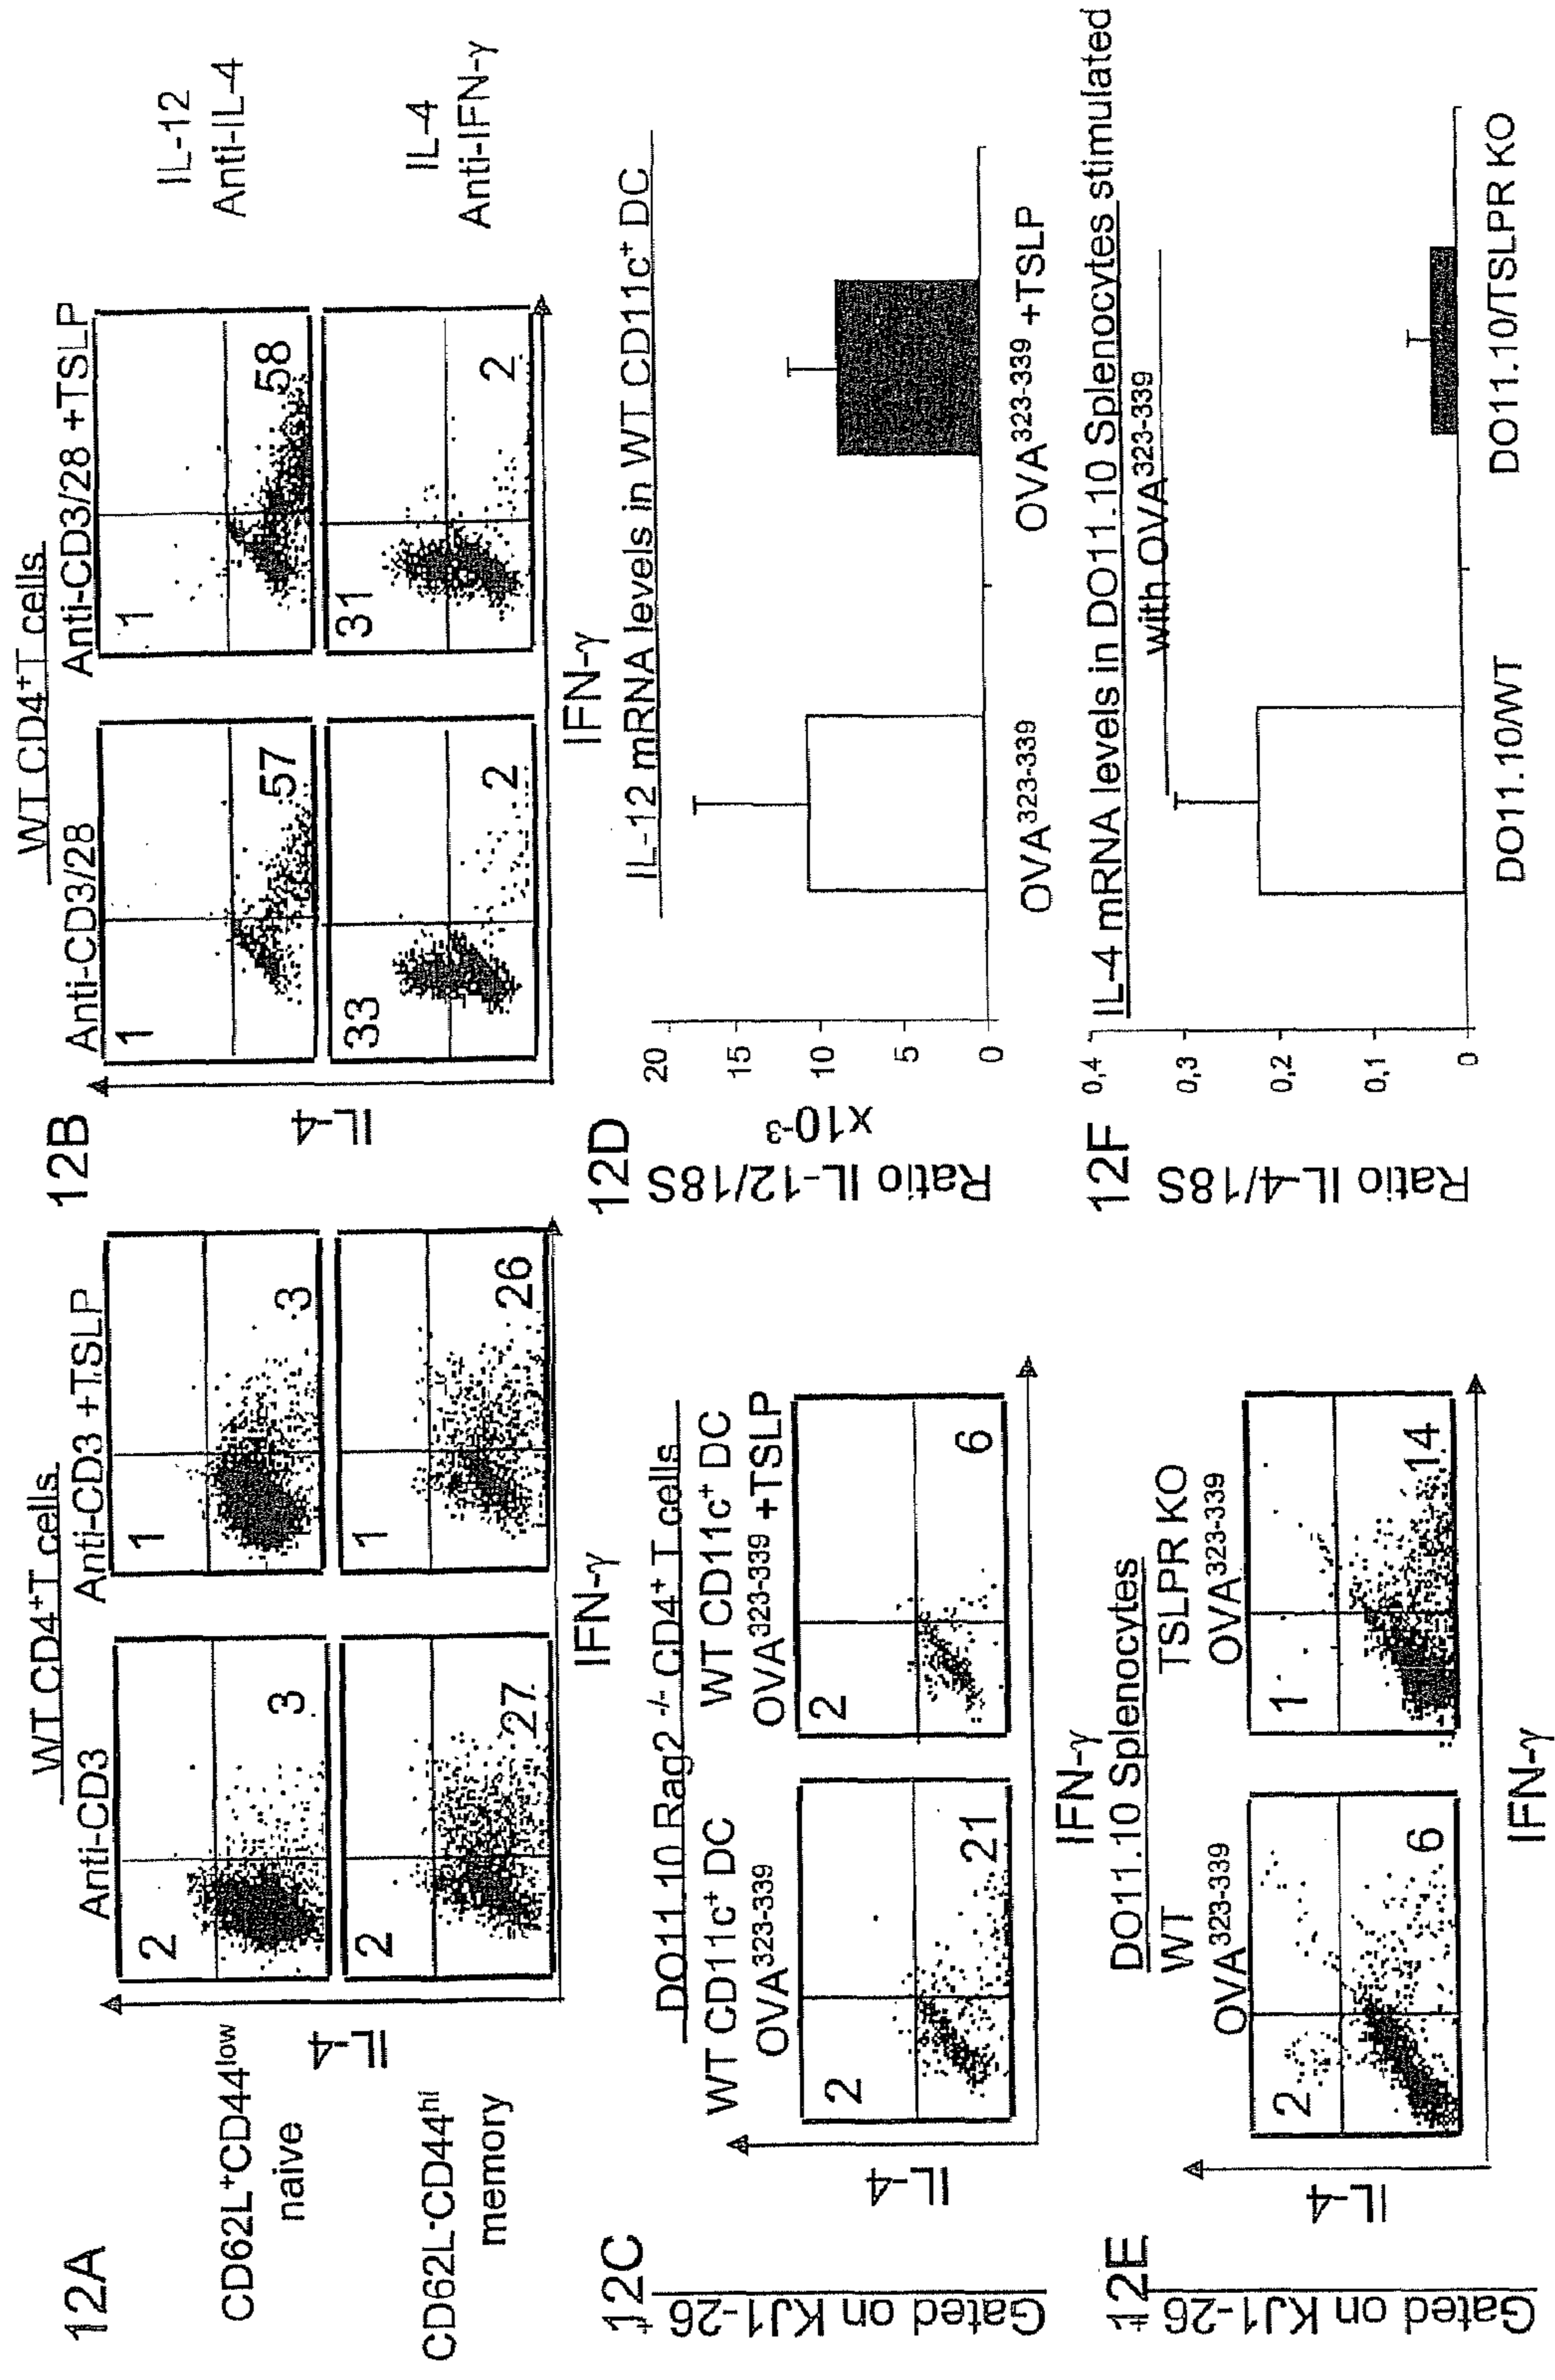 12A
WT CD4⁺T cells
Anti-CD3
Anti-CD3 +TSLP
CD62L⁺CD44ˡᵒʷ
naive
2
3
1
3
CD62L⁻CD44ʰⁱ
memory
2
27
1
26
IL-4
IFN-γ
12B
WT CD4⁺T cells
Anti-CD3/28
Anti-CD3/28 +TSLP
1
57
1
58
IL-12
Anti-IL-4
33
2
31
2
IL-4
Anti-IFN-γ
IL-4
IFN-γ
12C
DO11.10 Rag2 -/- CD4⁺ T cells
WT CD11c⁺ DC
OVA³²³⁻³³⁹
WT CD11c⁺ DC
OVA³²³⁻³³⁹ +TSLP
2
21
2
6
Gated on KJ1-26⁺
IL-4
IFN-γ
12D
IL-12 mRNA levels in WT CD11c⁺ DC
Ratio IL-12/18S
x10⁻³
20
15
10
5
0
OVA³²³⁻³³⁹
OVA³²³⁻³³⁹ +TSLP
12E
DO11.10 Splenocytes
WT
OVA³²³⁻³³⁹
TSLPR KO
OVA³²³⁻³³⁹
2
6
1
14
Gated on KJ1-26⁺
IL-4
IFN-γ
12F
IL-4 mRNA levels in DO11.10 Splenocytes stimulated
with OVA³²³⁻³³⁹
Ratio IL-4/18S
0,4
0,3
0,2
0,1
0
DO11.10/WT
DO11.10/TSLPR KO